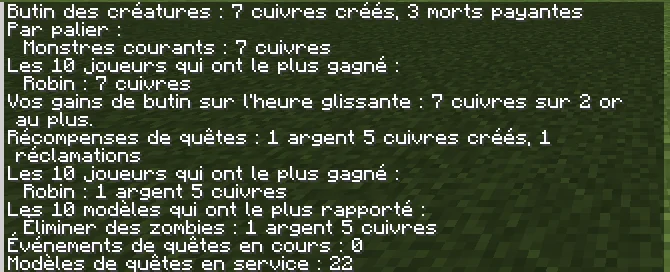 Butin des créatures : 7 cuivres créés, 3 morts payantes
Par palier :
Monstres courants : 7 cuivres
Les 10 joueurs qui ont le plus gagné :
Robin : 7 cuivres
Vos gains de butin sur l'heure glissante : 7 cuivres sur 2 or
au plus.
Récompenses de quêtes : 1 argent 5 cuivres créés, 1
réclamations
Les 10 joueurs qui ont le plus gagné :
Robin : 1 argent 5 cuivres
Les 10 modèles qui ont le plus rapporté :
Éliminer des zombies : 1 argent 5 cuivres
Événements de quêtes en cours : 0
Modèles de quêtes en service : 22